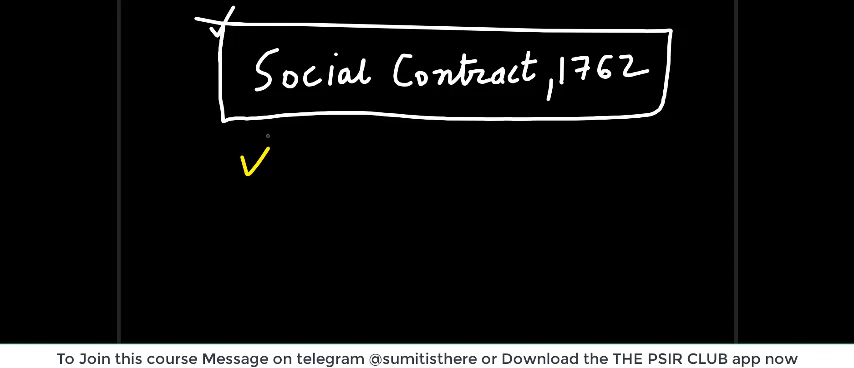 Social Contract, 1762
To Join this course Message on telegram @sumitisthere or Download the THE PSIR CLUB app now